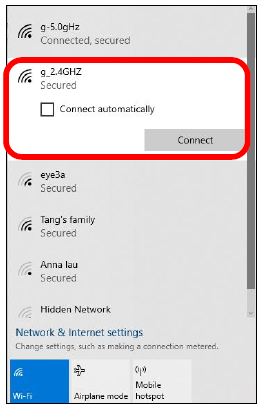 g-5.0gHz
Connected, secured
g_2.4GHZ
Secured
Connect automatically
Connect
eye3a
Secured
Tang's family
Secured
Anna lau
Secured
Hidden Network
Network & Internet settings
Change settings, such as making a connection metered.
Wi-Fi
Airplane mode
Mobile
hotspot